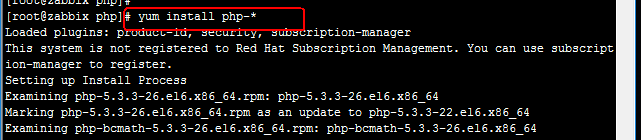 [root@zabbix php]#
[root@zabbix php]# yum install php-*
Loaded plugins: product-id, security, subscription-manager
This system is not registered to Red Hat Subscription Management. You can use subscript
ion-manager to register.
Setting up Install Process
Examining php-5.3.3-26.el6.x86_64.rpm: php-5.3.3-26.el6.x86_64
Marking php-5.3.3-26.el6.x86_64.rpm as an update to php-5.3.3-22.el6.x86_64
Examining php-bcmath-5.3.3-26.el6.x86_64.rpm: php-bcmath-5.3.3-26.el6.x86_64